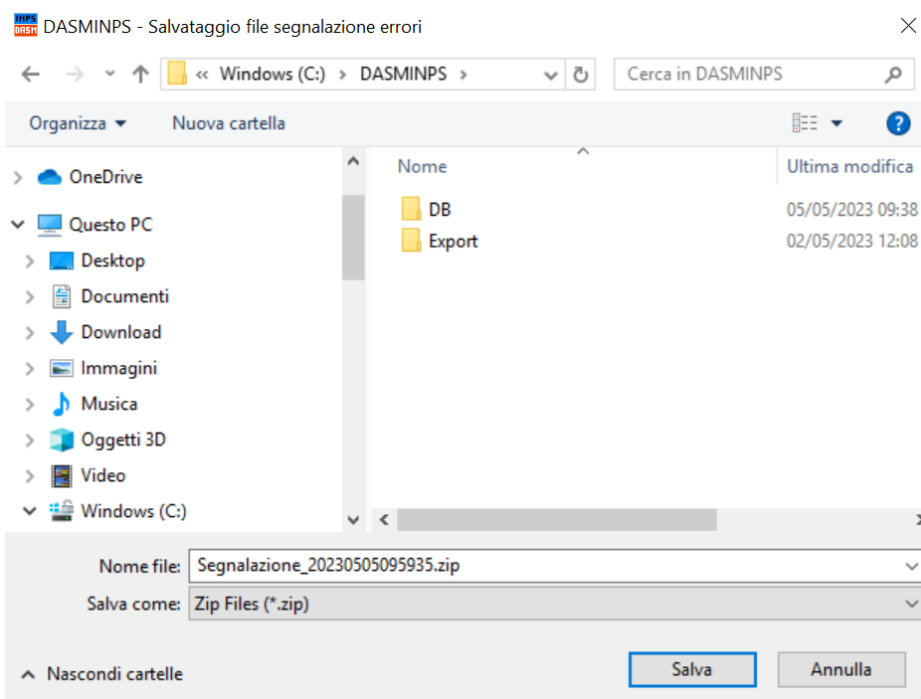 INPS
DASM
DASMINPS - Salvataggio file segnalazione errori
« Windows (C:) > DASMINPS >
Cerca in DASMINPS
Organizza
Nuova cartella
?
Nome
Ultima modifica
OneDrive
DB
05/05/2023 09:38
Questo PC
Export
02/05/2023 12:08
Desktop
Documenti
Download
Immagini
Musica
Oggetti 3D
Video
Windows (C:)
Nome file: Segnalazione_20230505095935.zip
Salva come: Zip Files (*.zip)
Nascondi cartelle
Salva
Annulla